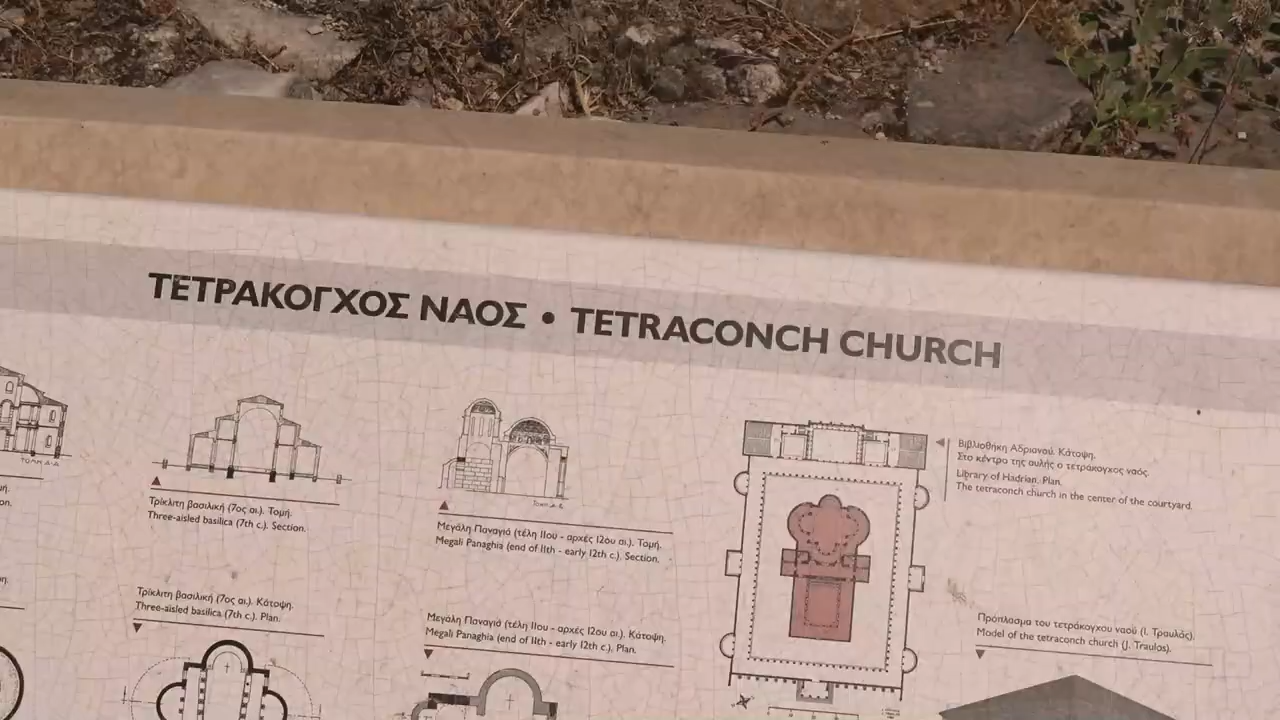 ΤΕΤΡΑΚΟΓΧΟΣ ΝΑΟΣ • TETRACONCH CHURCH
ΤΟΜΗ Δ-Δ
Τρίκλιτη βασιλική (7ος αι.). Τομή.
Three-aisled basilica (7th c.). Section.
Μεγάλη Παναγιά (τέλη 11ου - αρχές 12ου αι.). Τομή.
Megali Panaghia (end of 11th - early 12th c.). Section.
Βιβλιοθήκη Αδριανού. Κάτοψη.
Στο κέντρο της αυλής ο τετράκογχος ναός.
Library of Hadrian. Plan.
The tetraconch church in the center of the courtyard.
Τρίκλιτη βασιλική (7ος αι.). Κάτοψη.
Three-aisled basilica (7th c.). Plan.
Μεγάλη Παναγιά (τέλη 11ου - αρχές 12ου αι.). Κάτοψη.
Megali Panaghia (end of 11th - early 12th c.). Plan.
Πρόπλασμα του τετράκογχου ναού (Ι. Τραυλός).
Model of the tetraconch church (J. Travlos).